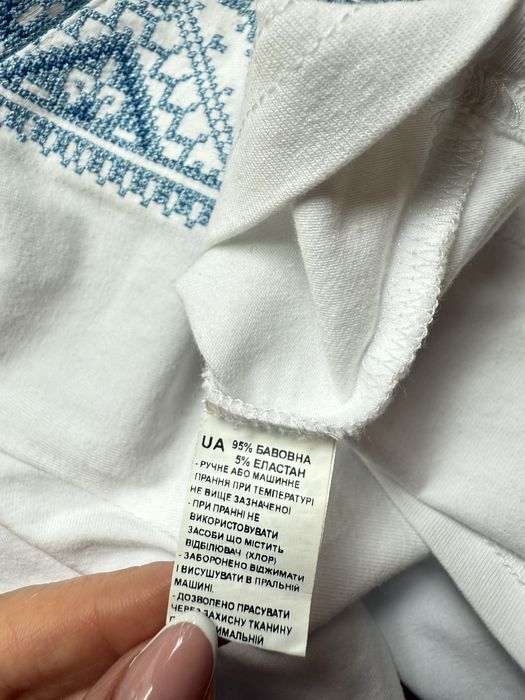 UA 95% БАВОВНА
5% ЕЛАСТАН
- РУЧНЕ АБО МАШИННЕ
ПРАННЯ ПРИ ТЕМПЕРАТУРІ
НЕ ВИЩЕ ЗАЗНАЧЕНОЇ
- ПРИ ПРАННІ НЕ
ВИКОРИСТОВУВАТИ
ЗАСОБИ ЩО МІСТИТЬ
ВІДБІЛЮВАЧ (ХЛОР)
- ЗАБОРОНЕНО ВІДЖИМАТИ
І ВИСУШУВАТИ В ПРАЛЬНІЙ
МАШИНІ.
- ДОЗВОЛЕНО ПРАСУВАТИ
ЧЕРЕЗ ЗАХИСНУ ТКАНИНУ